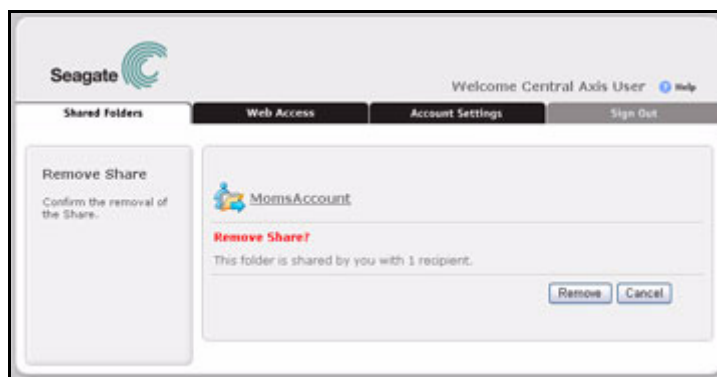 Seagate
Welcome Central Axis User Help
Shared Folders Web Access Account Settings Sign Out
Remove Share
Confirm the removal of
the Share.
MomsAccount
Remove Share?
This folder is shared by you with 1 recipient.
Remove Cancel